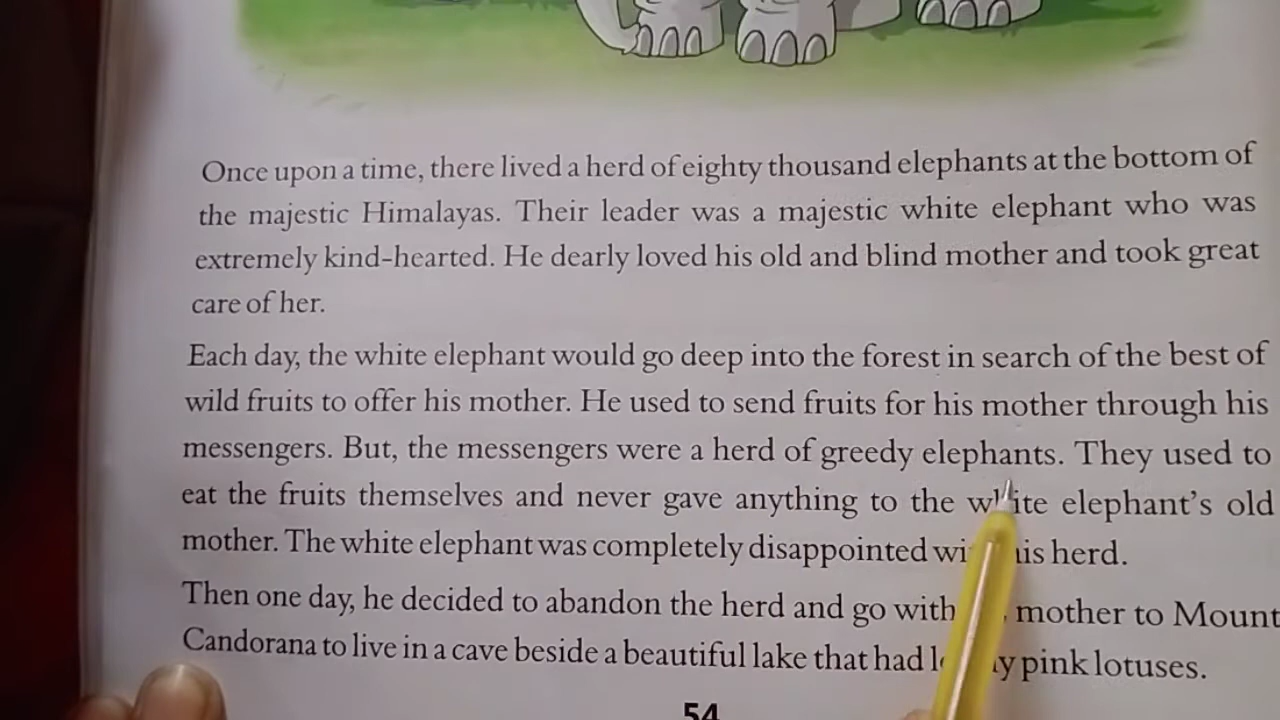 Once upon a time, there lived a herd of eighty thousand elephants at the bottom of
the majestic Himalayas. Their leader was a majestic white elephant who was
extremely kind-hearted. He dearly loved his old and blind mother and took great
care of her.
Each day, the white elephant would go deep into the forest in search of the best of
wild fruits to offer his mother. He used to send fruits for his mother through his
messengers. But, the messengers were a herd of greedy elephants. They used to
eat the fruits themselves and never gave anything to the white elephant's old
mother. The white elephant was completely disappointed with his herd.
Then one day, he decided to abandon the herd and go with mother to Mount
Candorana to live in a cave beside a beautiful lake that had pink lotuses.
54